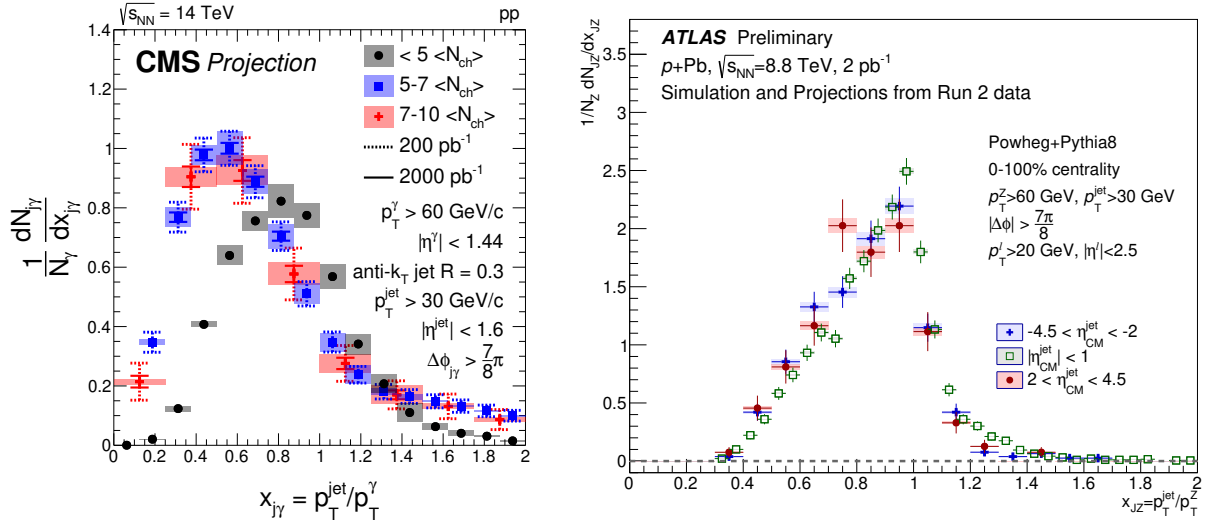 √s_NN = 14 TeV
pp
CMS Projection
< 5 <N_ch>
5-7 <N_ch>
7-10 <N_ch>
200 pb⁻¹
2000 pb⁻¹
p_T^γ > 60 GeV/c
|η^γ| < 1.44
anti-k_T jet R = 0.3
p_T^jet > 30 GeV/c
|η^jet| < 1.6
Δϕ_jγ > 7/8 π
1/N_γ dN_jγ/dx_jγ
1.4
1.2
1
0.8
0.6
0.4
0.2
0
0 0.2 0.4 0.6 0.8 1 1.2 1.4 1.6 1.8 2
x_jγ = p_T^jet/p_T^γ
ATLAS Preliminary
p+Pb, √s_NN=8.8 TeV, 2 pb⁻¹
Simulation and Projections from Run 2 data
Powheg+Pythia8
0-100% centrality
p_T^Z>60 GeV, p_T^jet>30 GeV
|Δϕ| > 7π/8
p_T^l>20 GeV, |η^l|<2.5
-4.5 < η_CM^jet < -2
|η_CM^jet| < 1
2 < η_CM^jet < 4.5
1/N_Z dN_JZ/dx_JZ
3.5
3
2.5
2
1.5
1
0.5
0
0 0.2 0.4 0.6 0.8 1 1.2 1.4 1.6 1.8 2
x_JZ=p_T^jet/p_T^Z